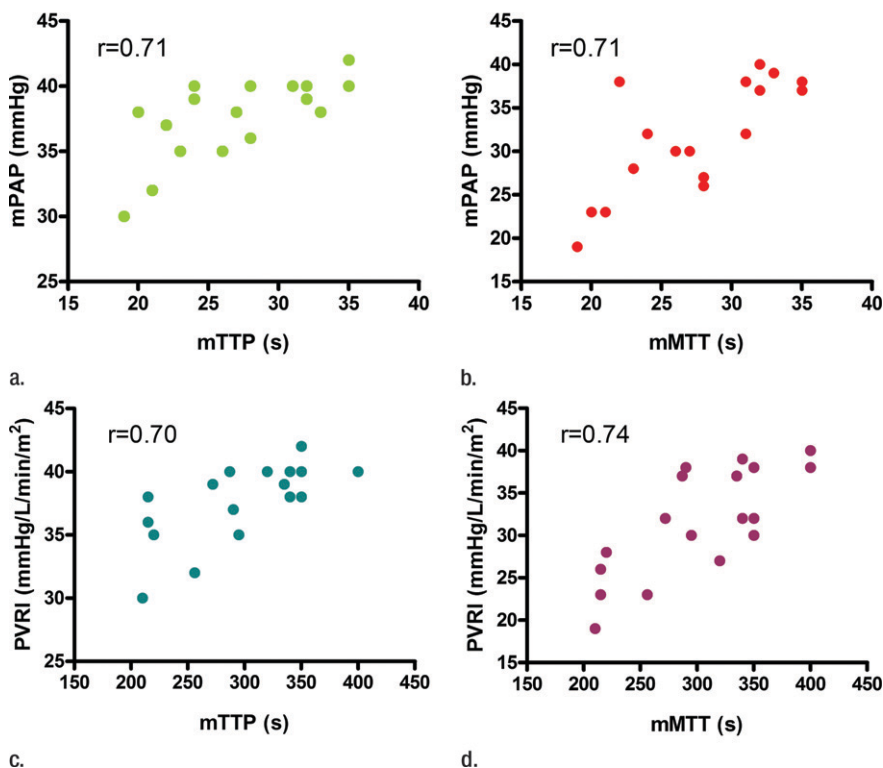 r=0.71
mPAP (mmHg)
45
40
35
30
25
15 20 25 30 35 40
mTTP (s)
a.
r=0.71
mPAP (mmHg)
45
40
35
30
25
20
15
15 20 25 30 35 40
mMTT (s)
b.
r=0.70
PVRI (mmHg/L/min/m²)
45
40
35
30
25
150 200 250 300 350 400 450
mTTP (s)
c.
r=0.74
PVRI (mmHg/L/min/m²)
45
40
35
30
25
20
15
150 200 250 300 350 400 450
mMTT (s)
d.